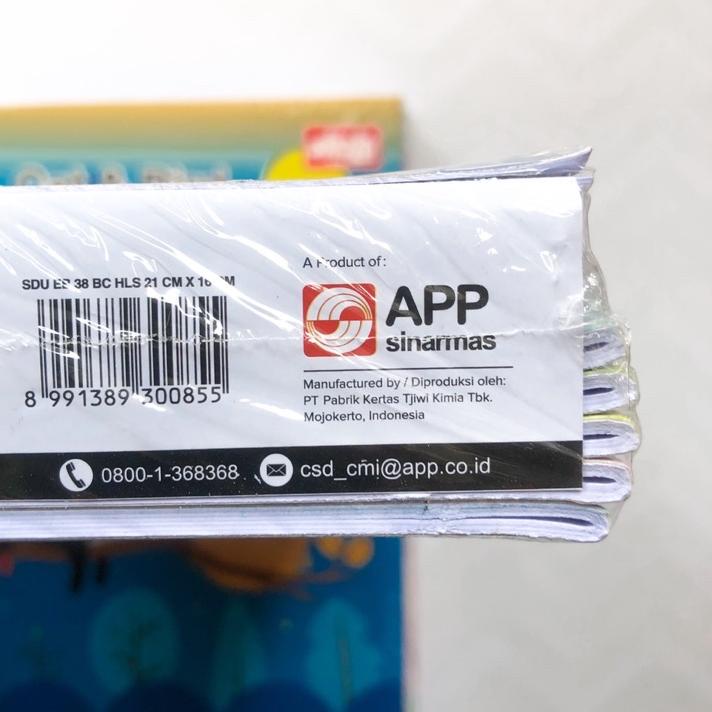 A Product of:
SDU EP 38 BC HLS 21 CM X 16 CM
APP
sinarmas
8 991389 300855
Manufactured by / Diproduksi oleh:
PT Pabrik Kertas Tjiwi Kimia Tbk.
Mojokerto, Indonesia
0800-1-368368
csd_cmi@app.co.id